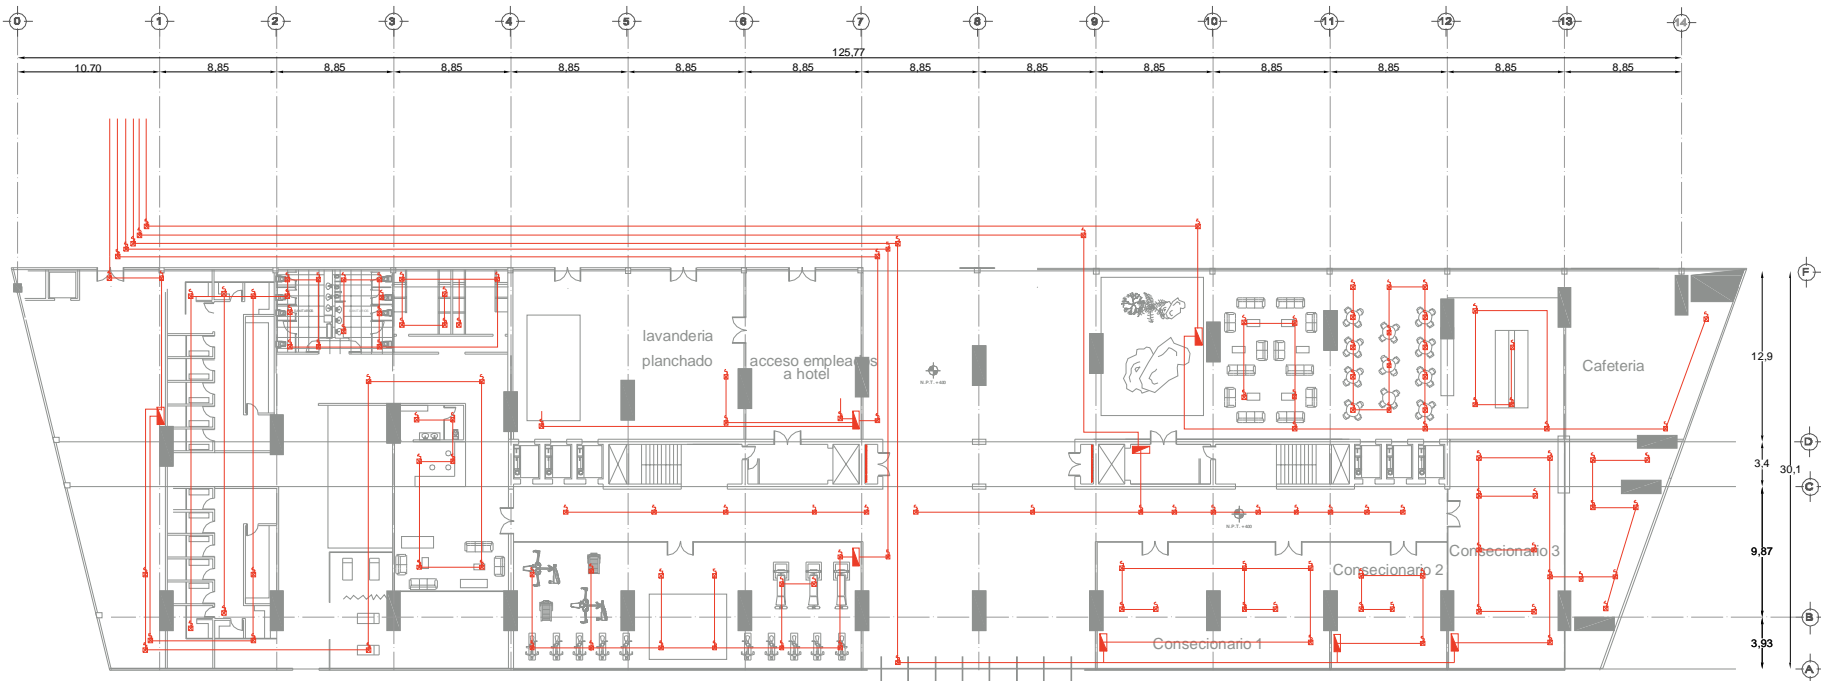 0 1 2 3 4 5 6 7 8 9 10 11 12 13 14
125,77
10.70 8,85 8,85 8,85 8,85 8,85 8,85 8,85 8,85 8,85 8,85 8,85 8,85 8,85
F
lavanderia
planchado
acceso empleados
a hotel
12,9
Cafeteria
N.P.T. +400
D
3,4
30,1
C
N.P.T. +400
9,87
Consecionario 3
Consecionario 2
B
Consecionario 1
3,93
A